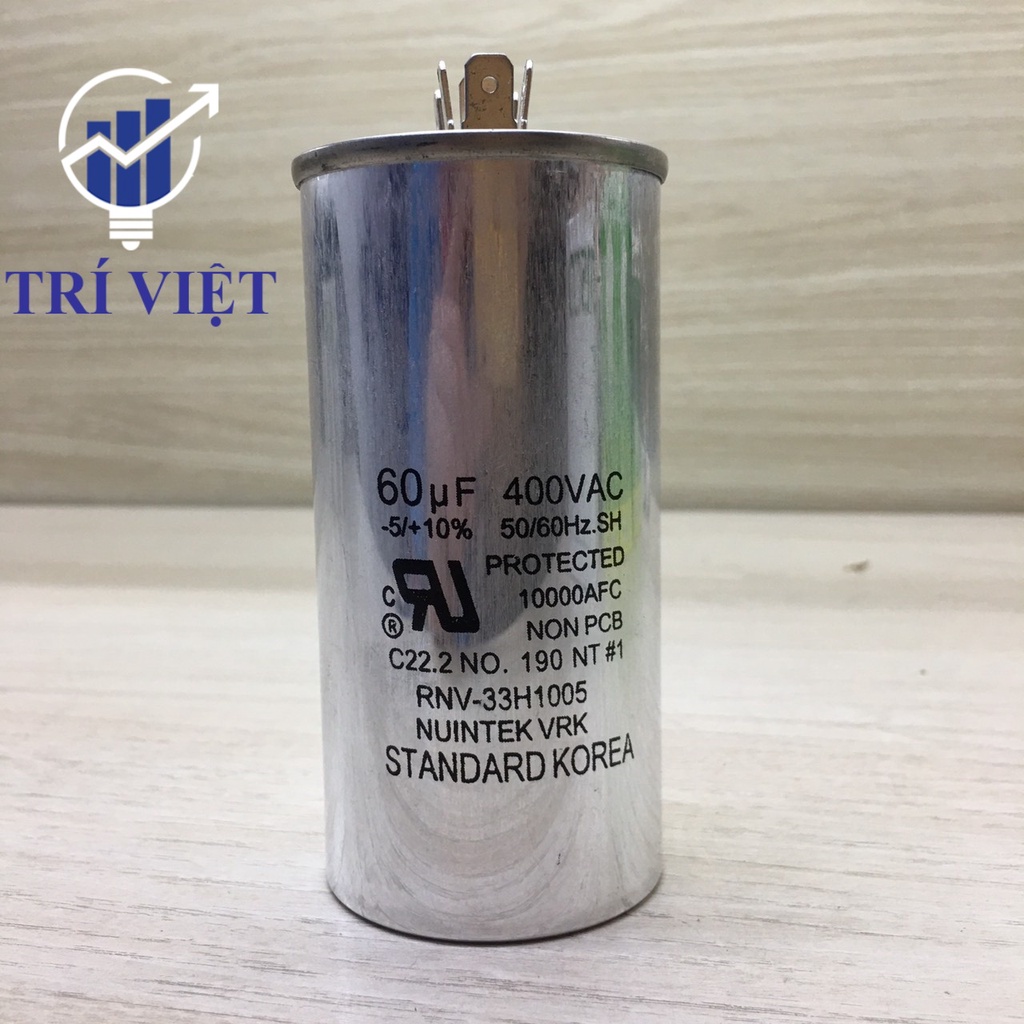 TRÍ VIỆT
60µF 400VAC
-5/+10% 50/60Hz.SH
PROTECTED
10000AFC
C
®
NON PCB
C22.2 NO. 190 NT #1
RNV-33H1005
NUINTEK VRK
STANDARD KOREA